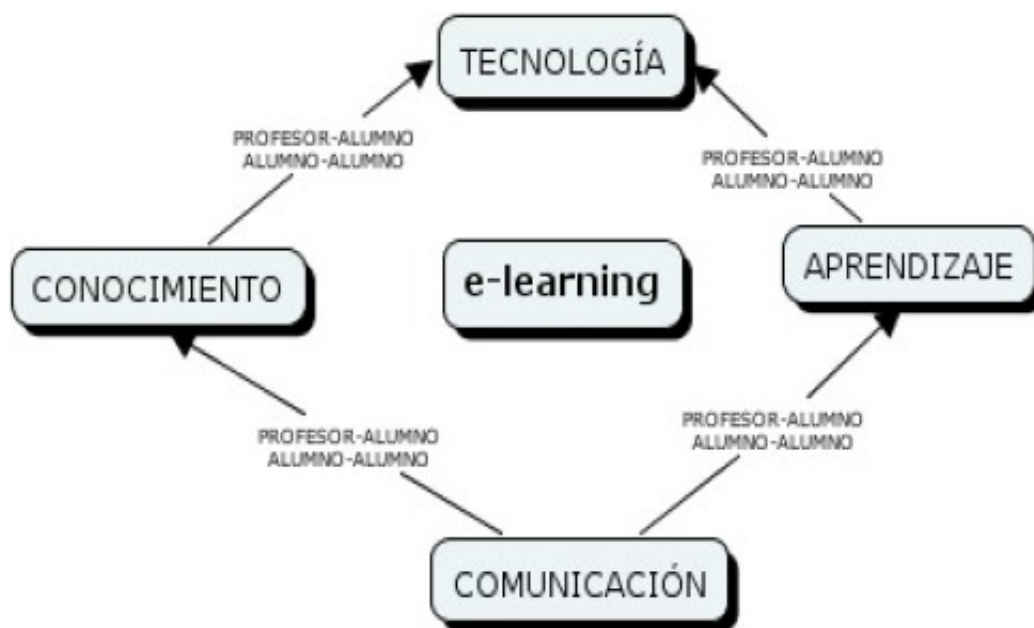 TECNOLOGÍA
PROFESOR-ALUMNO
ALUMNO-ALUMNO
PROFESOR-ALUMNO
ALUMNO-ALUMNO
CONOCIMIENTO
e-learning
APRENDIZAJE
PROFESOR-ALUMNO
ALUMNO-ALUMNO
PROFESOR-ALUMNO
ALUMNO-ALUMNO
COMUNICACIÓN